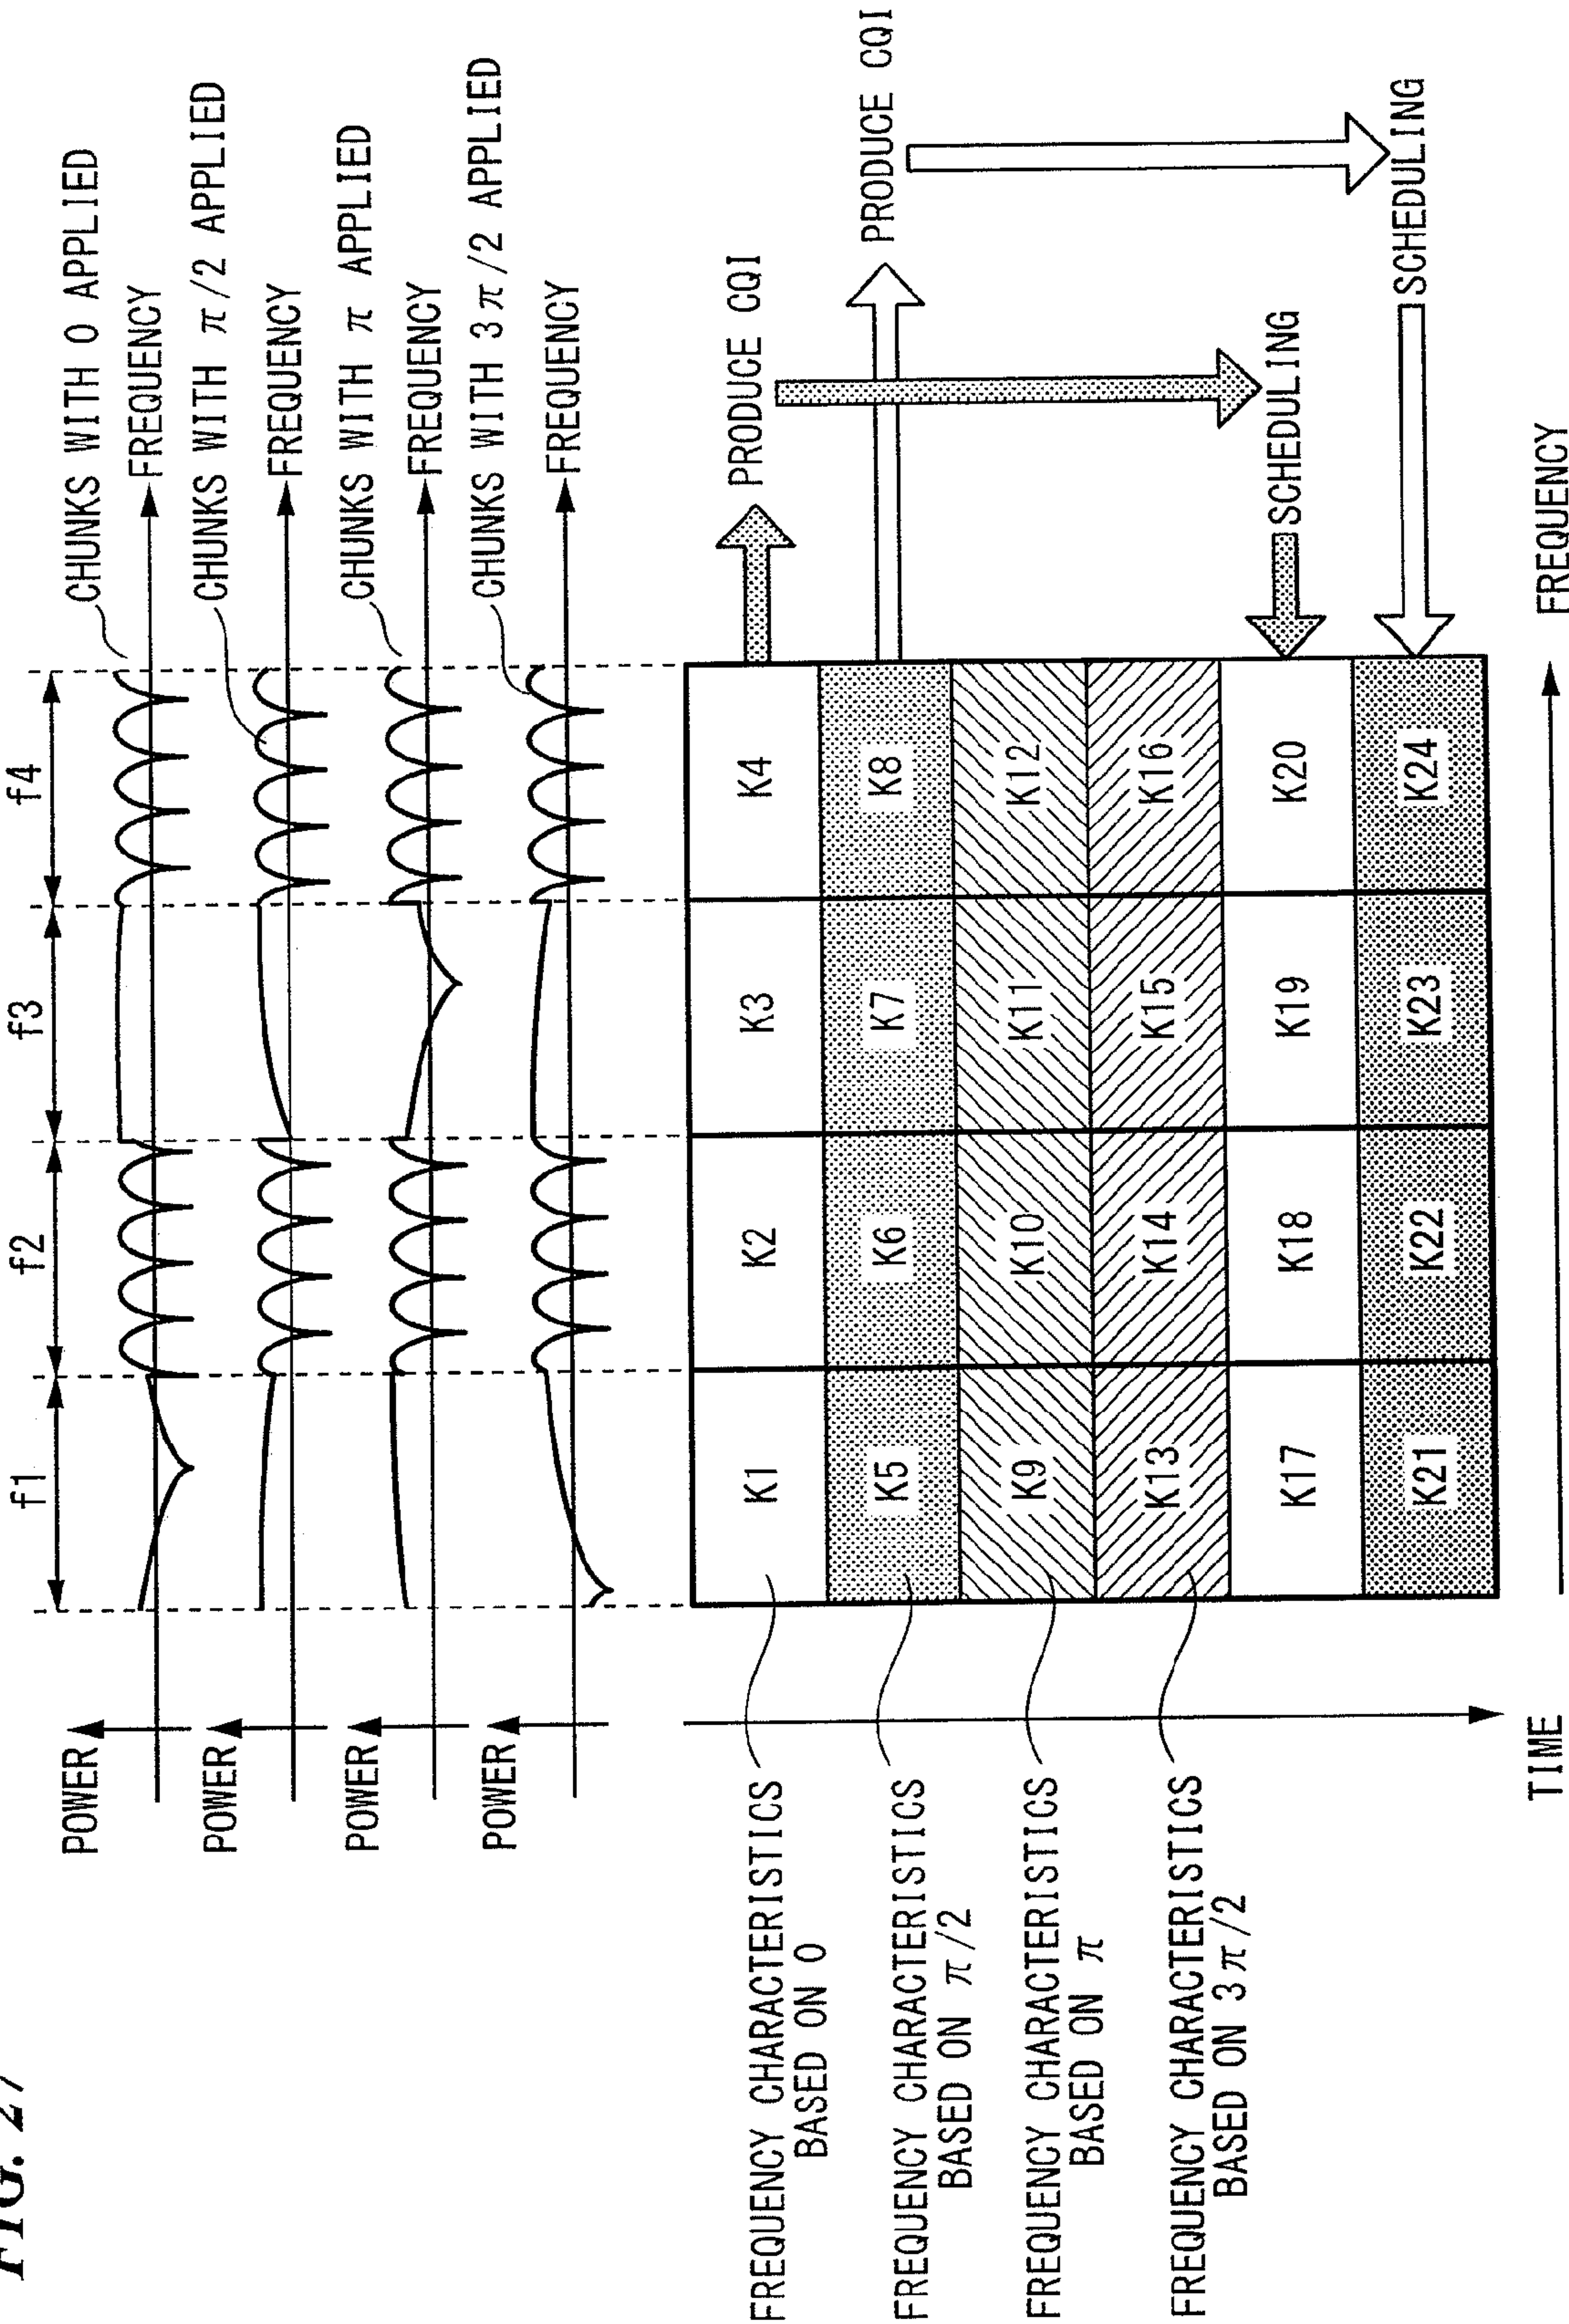 FIG. 27
f1
f2
f3
f4
POWER
CHUNKS WITH 0 APPLIED
FREQUENCY
POWER
CHUNKS WITH π/2 APPLIED
FREQUENCY
POWER
CHUNKS WITH π APPLIED
FREQUENCY
POWER
CHUNKS WITH 3π/2 APPLIED
FREQUENCY
FREQUENCY CHARACTERISTICS
BASED ON 0
K1
K2
K3
K4
PRODUCE CQI
FREQUENCY CHARACTERISTICS
BASED ON π/2
K5
K6
K7
K8
PRODUCE CQI
FREQUENCY CHARACTERISTICS
BASED ON π
K9
K10
K11
K12
FREQUENCY CHARACTERISTICS
BASED ON 3π/2
K13
K14
K15
K16
K17
K18
K19
K20
SCHEDULING
K21
K22
K23
K24
SCHEDULING
TIME
FREQUENCY